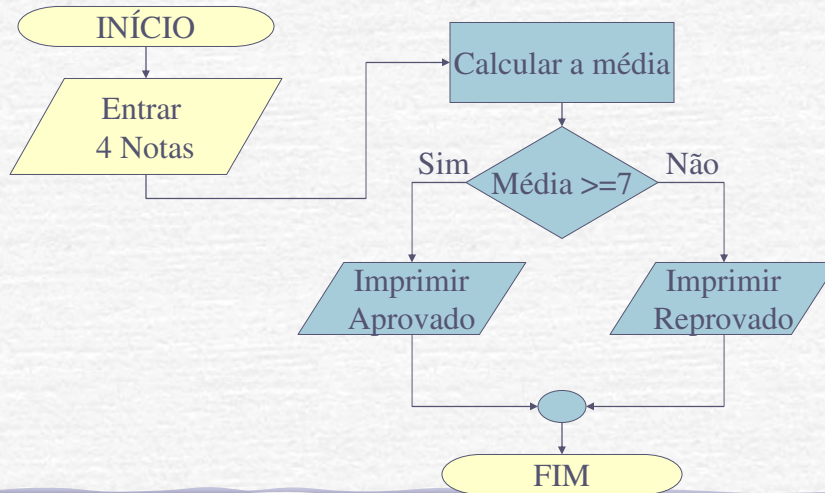 INÍCIO
Entrar
4 Notas
Calcular a média
Sim
Média >=7
Não
Imprimir
Aprovado
Imprimir
Reprovado
FIM